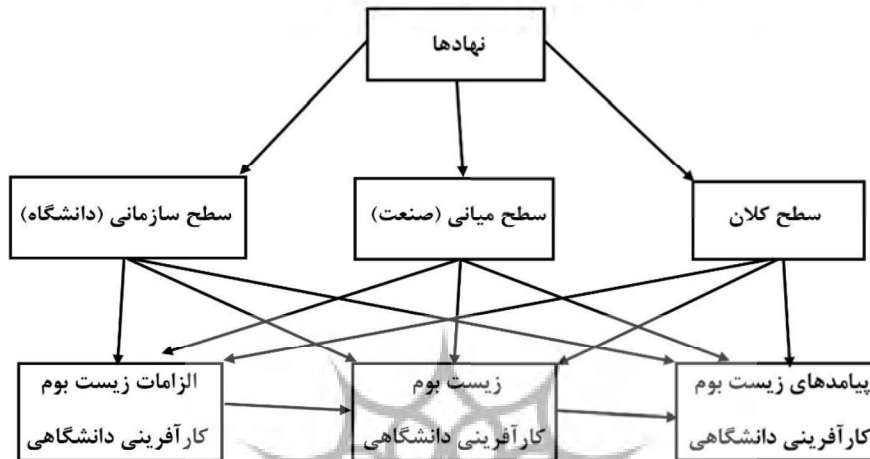 نهادها
سطح کلان
سطح میانی (صنعت)
سطح سازمانی (دانشگاه)
پیامدهای زیست بوم
کارآفرینی دانشگاهی
زیست بوم
کارآفرینی دانشگاهی
الزامات زیست بوم
کارآفرینی دانشگاهی